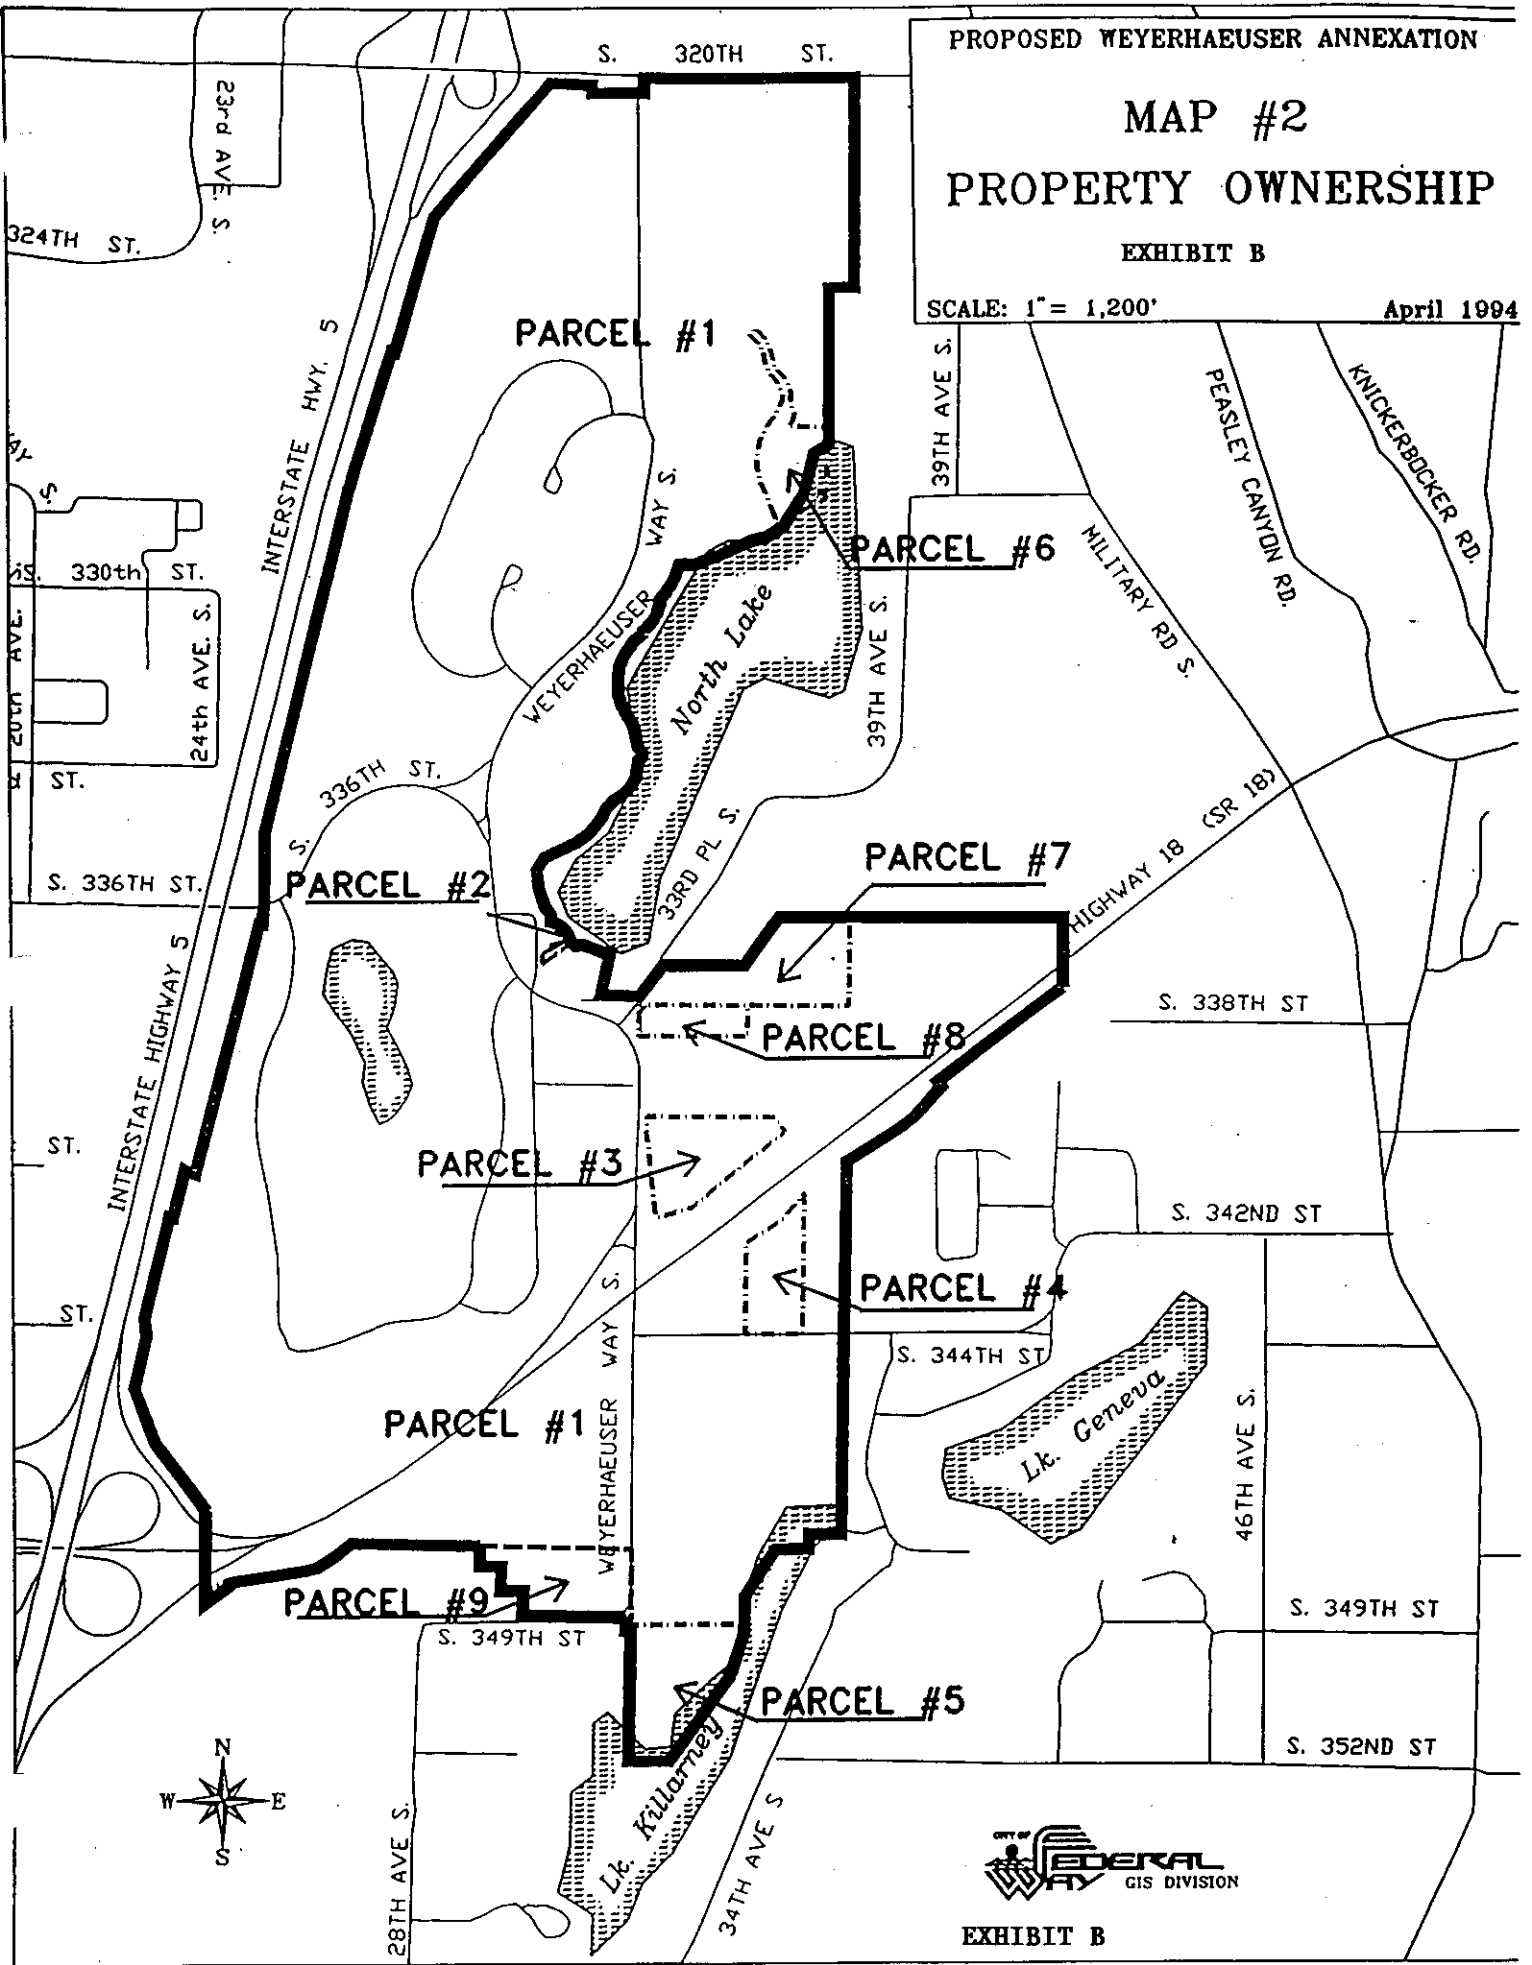 PROPOSED WEYERHAEUSER ANNEXATION
MAP #2
PROPERTY OWNERSHIP
EXHIBIT B
SCALE: 1"= 1,200'
April 1994
S. 320TH ST.
23rd AVE. S.
324TH ST.
INTERSTATE HWY. 5
PARCEL #1
39TH AVE S.
PEASLEY CANYON RD.
KNICKERBOCKER RD.
MILITARY RD S.
WEYERHAEUSER WAY S.
PARCEL #6
North Lake
39TH AVE S.
S.
330th ST.
20th AVE.
24th AVE. S.
ST.
S. 336TH ST.
S. 336TH ST.
PARCEL #2
33RD PL S.
PARCEL #7
HIGHWAY 18 (SR 18)
INTERSTATE HIGHWAY 5
PARCEL #8
S. 338TH ST
ST.
PARCEL #3
S. 342ND ST
PARCEL #4
ST.
S. 344TH ST
WEYERHAEUSER WAY S.
PARCEL #1
Lk. Geneva
46TH AVE S.
PARCEL #9
S. 349TH ST
S. 349TH ST
PARCEL #5
S. 352ND ST
Lk. Killarney
34TH AVE S
28TH AVE S.
N
W
E
S
CITY OF
FEDERAL WAY
GIS DIVISION
EXHIBIT B